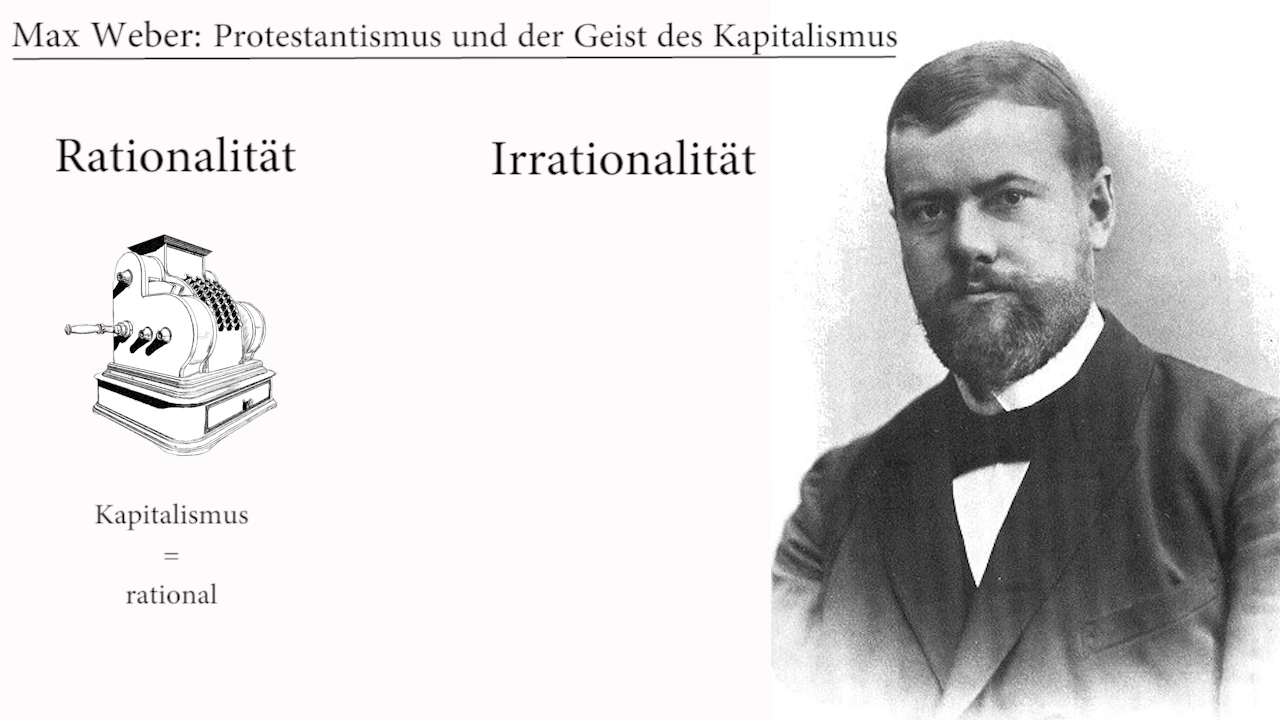 Max Weber: Protestantismus und der Geist des Kapitalismus
Rationalität
Irrationalität
Kapitalismus
=
rational